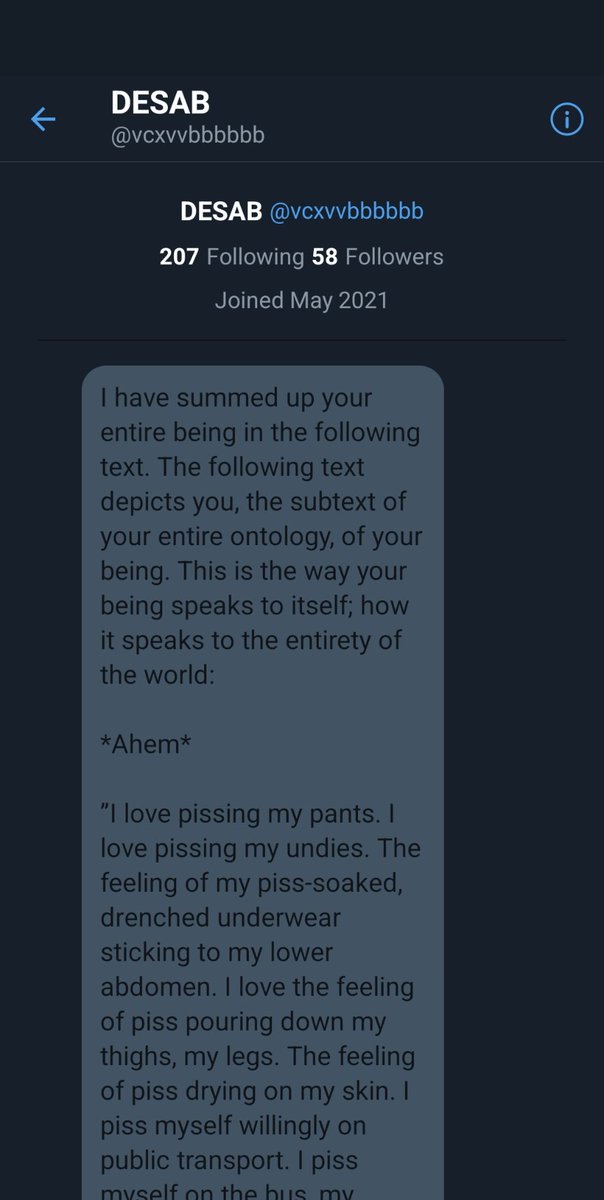 DESAB
@vcxvvbbbbbb
DESAB @vcxvvbbbbbb
207 Following 58 Followers
Joined May 2021
I have summed up your
entire being in the following
text. The following text
depicts you, the subtext of
your entire ontology, of your
being. This is the way your
being speaks to itself; how
it speaks to the entirety of
the world:
*Ahem*
”I love pissing my pants. I
love pissing my undies. The
feeling of my piss-soaked,
drenched underwear
sticking to my lower
abdomen. I love the feeling
of piss pouring down my
thighs, my legs. The feeling
of piss drying on my skin. I
piss myself willingly on
public transport. I piss
myself on the bus, my